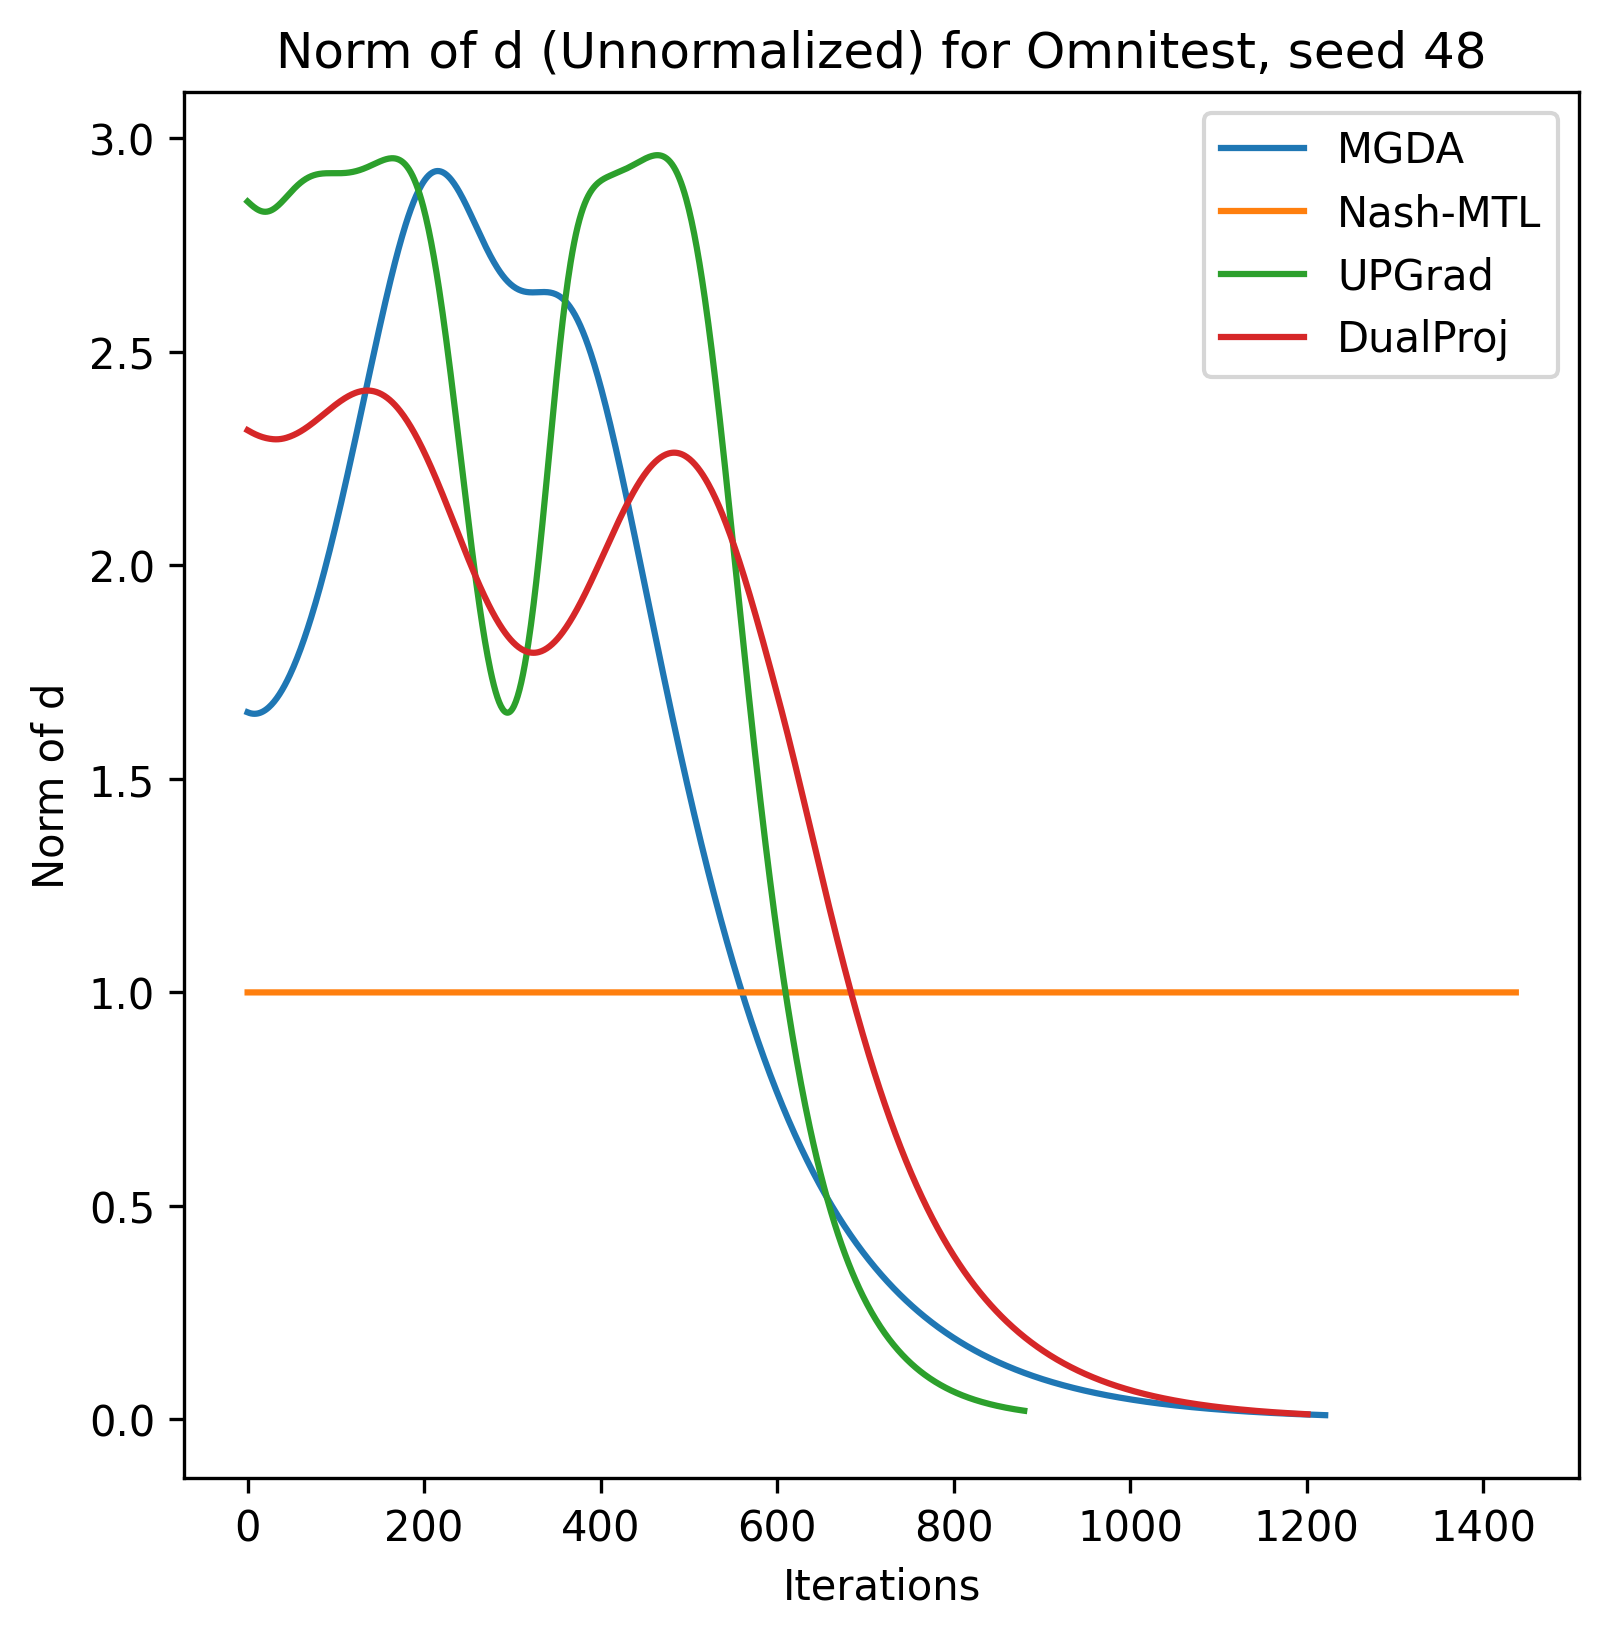 Norm of d (Unnormalized) for Omnitest, seed 48
MGDA
Nash-MTL
UPGrad
DualProj
3.0
2.5
2.0
1.5
1.0
0.5
0.0
Norm of d
0 200 400 600 800 1000 1200 1400
Iterations